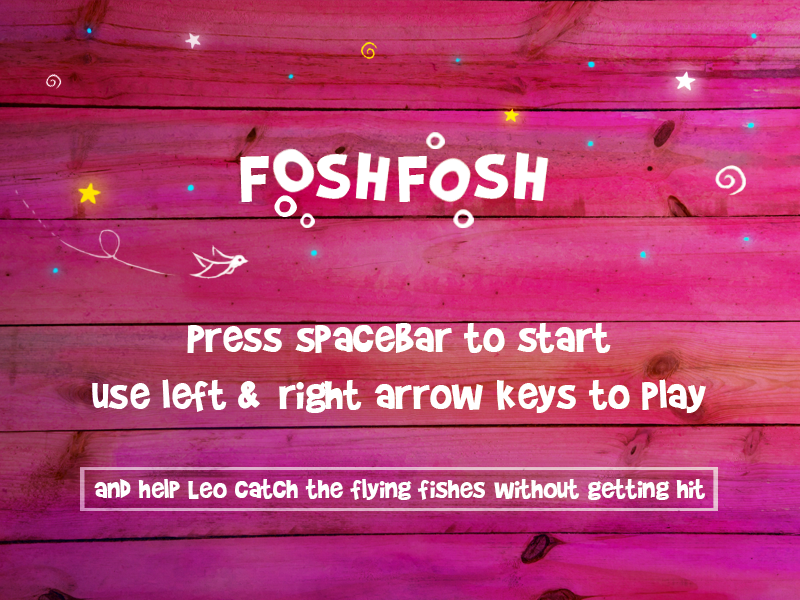 FOSHFOSH
Press spacebar to start
use left & right arrow keys to Play
and help Leo catch the flying fishes without getting hit